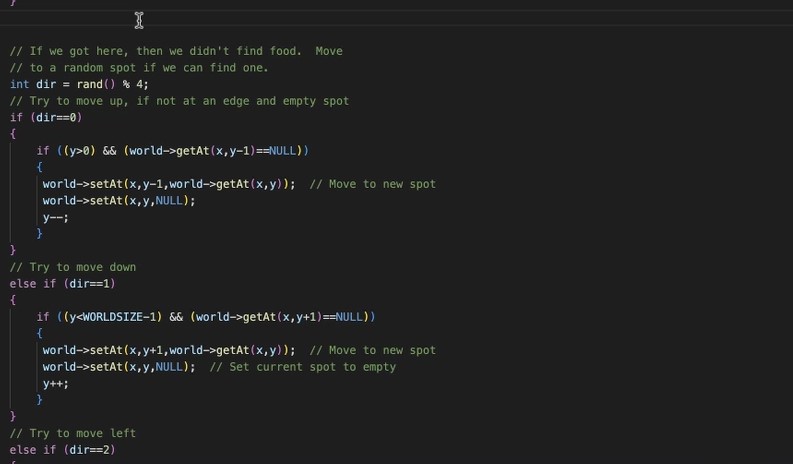 }
// If we got here, then we didn't find food.  Move
// to a random spot if we can find one.
int dir = rand() % 4;
// Try to move up, if not at an edge and empty spot
if (dir==0)
{
if ((y>0) && (world->getAt(x,y-1)==NULL))
{
world->setAt(x,y-1,world->getAt(x,y));  // Move to new spot
world->setAt(x,y,NULL);
y--;
}
}
// Try to move down
else if (dir==1)
{
if ((y<WORLDSIZE-1) && (world->getAt(x,y+1)==NULL))
{
world->setAt(x,y+1,world->getAt(x,y));  // Move to new spot
world->setAt(x,y,NULL);  // Set current spot to empty
y++;
}
}
// Try to move left
else if (dir==2)
{